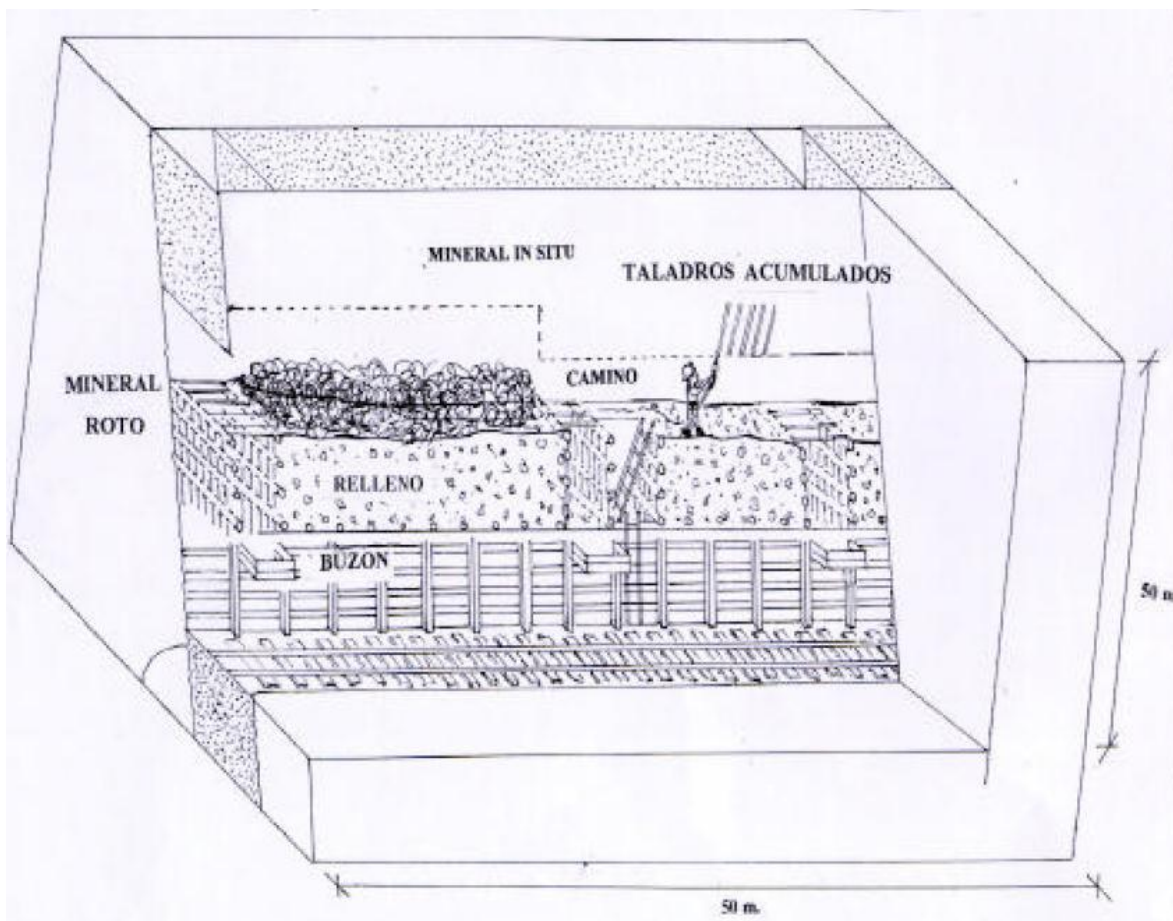 MINERAL IN SITU
TALADROS ACUMULADOS
MINERAL
ROTO
CAMINO
RELLENO
BUZON
50 m.
50 m.